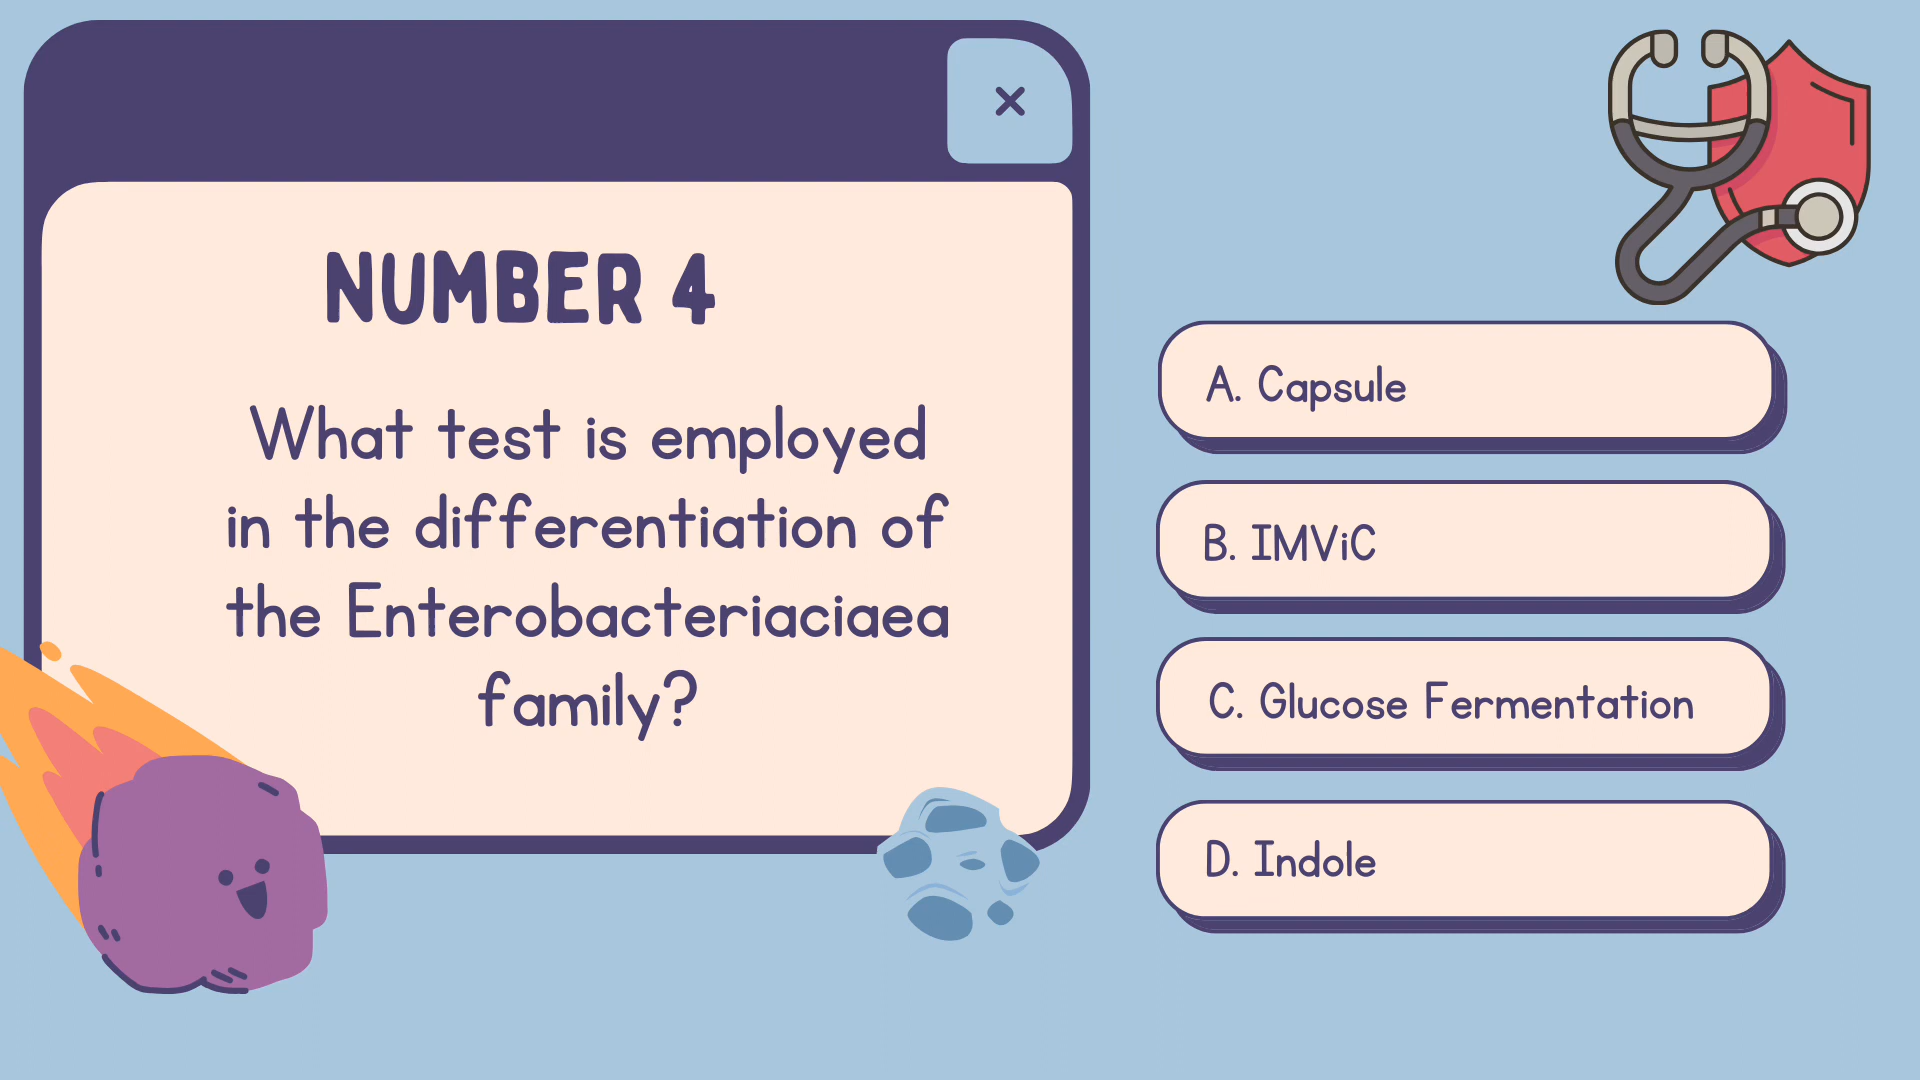 NUMBER 4
What test is employed
in the differentiation of
the Enterobacteriaciaea
family?
A. Capsule
B. IMViC
C. Glucose Fermentation
D. Indole